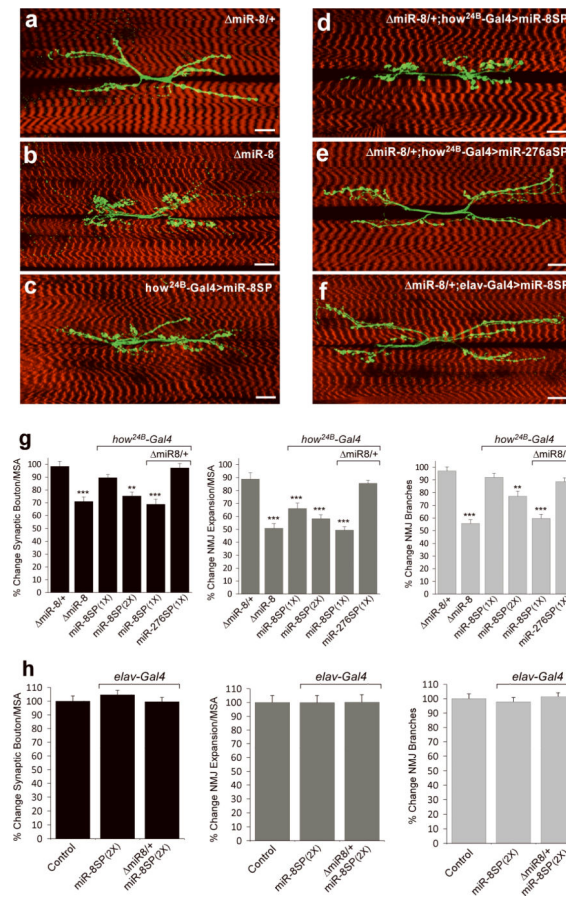 a
ΔmiR-8/+
b
ΔmiR-8
c
how24B-Gal4>miR-8SP
d
ΔmiR-8/+;how24B-Gal4>miR-8SP
e
ΔmiR-8/+;how24B-Gal4>miR-276aSP
f
ΔmiR-8/+;elav-Gal4>miR-8SP
g
how24B-Gal4
ΔmiR8/+
% Change Synaptic Bouton/MSA
100
90
80
70
60
50
40
30
20
10
0
***
**
***
ΔmiR-8/+
ΔmiR-8
miR-8SP(1X)
miR-8SP(2X)
miR-8SP(1X)
miR-276SP(1X)
how24B-Gal4
ΔmiR8/+
% Change NMJ Expansion/MSA
100
90
80
70
60
50
40
30
20
10
0
***
***
***
***
ΔmiR-8/+
ΔmiR-8
miR-8SP(1X)
miR-8SP(2X)
miR-8SP(1X)
miR-276SP(1X)
how24B-Gal4
ΔmiR8/+
% Change NMJ Branches
100
90
80
70
60
50
40
30
20
10
0
***
**
***
ΔmiR-8/+
ΔmiR-8
miR-8SP(1X)
miR-8SP(2X)
miR-8SP(1X)
miR-276SP(1X)
h
elav-Gal4
% Change Synaptic Bouton/MSA
110
100
90
80
70
60
50
40
30
20
10
0
Control
miR-8SP(2X)
ΔmiR8/+
miR-8SP(2X)
elav-Gal4
% Change NMJ Expansion/MSA
110
100
90
80
70
60
50
40
30
20
10
0
Control
miR-8SP(2X)
ΔmiR8/+
miR-8SP(2X)
elav-Gal4
% Change NMJ Branches
110
100
90
80
70
60
50
40
30
20
10
0
Control
miR-8SP(2X)
ΔmiR8/+
miR-8SP(2X)